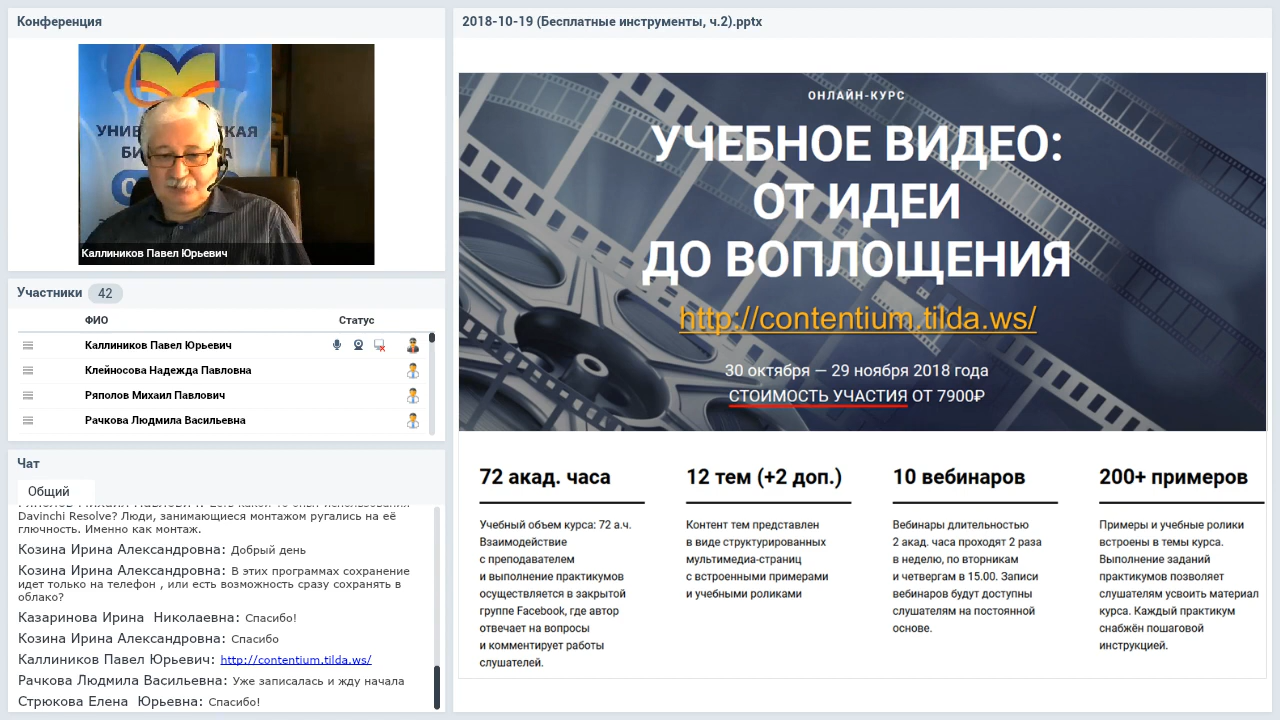 Конференция
Каллиников Павел Юрьевич
Участники 42
ФИО Статус
Каллиников Павел Юрьевич
Клейносова Надежда Павловна
Ряполов Михаил Павлович
Рачкова Людмила Васильевна
Чат
Общий
Davinchi Resolve? Люди, занимающиеся монтажом ругались на её
глючность. Именно как монтаж.
Козина Ирина Александровна: Добрый день
Козина Ирина Александровна: В этих программах сохранение
идет только на телефон , или есть возможность сразу сохранять в
облако?
Казаринова Ирина Николаевна: Спасибо!
Козина Ирина Александровна: Спасибо
Каллиников Павел Юрьевич: http://contentium.tilda.ws/
Рачкова Людмила Васильевна: Уже записалась и жду начала
Стрюкова Елена Юрьевна: Спасибо!
2018-10-19 (Бесплатные инструменты, ч.2).pptx
ОНЛАЙН-КУРС
УЧЕБНОЕ ВИДЕО:
ОТ ИДЕИ
ДО ВОПЛОЩЕНИЯ
http://contentium.tilda.ws/
30 октября — 29 ноября 2018 года
СТОИМОСТЬ УЧАСТИЯ ОТ 7900₽
72 акад. часа
Учебный объем курса: 72 а.ч.
Взаимодействие
с преподавателем
и выполнение практикумов
осуществляется в закрытой
группе Facebook, где автор
отвечает на вопросы
и комментирует работы
слушателей.
12 тем (+2 доп.)
Контент тем представлен
в виде структурированных
мультимедиа-страниц
с встроенными примерами
и учебными роликами
10 вебинаров
Вебинары длительностью
2 акад. часа проходят 2 раза
в неделю, по вторникам
и четвергам в 15.00. Записи
вебинаров будут доступны
слушателям на постоянной
основе.
200+ примеров
Примеры и учебные ролики
встроены в темы курса.
Выполнение заданий
практикумов позволяет
слушателям усвоить материал
курса. Каждый практикум
снабжён пошаговой
инструкцией.